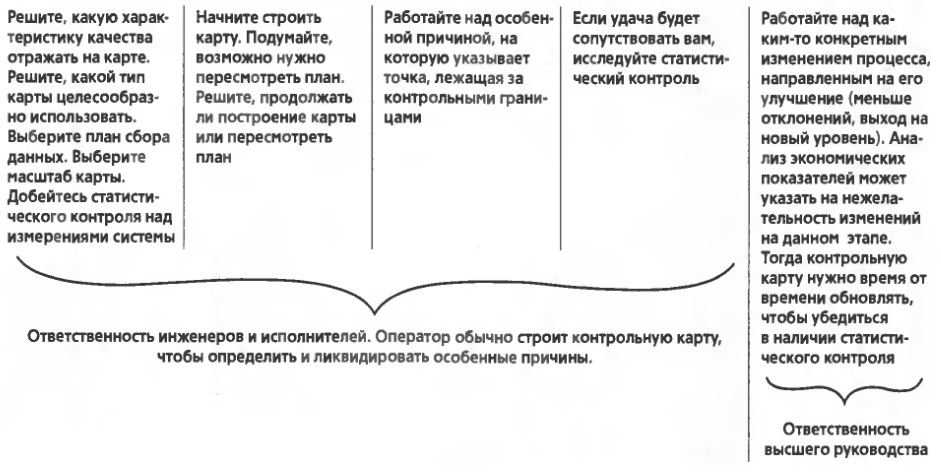 Решите, какую харак-
теристику качества
отражать на карте.
Решите, какой тип
карты целесообраз-
но использовать.
Выберите план сбора
данных. Выберите
масштаб карты.
Добейтесь статисти-
ческого контроля над
измерениями системы
Начните строить
карту. Подумайте,
возможно нужно
пересмотреть план.
Решите, продолжать
ли построение карты
или пересмотреть
план
Работайте над особен-
ной причиной, на
которую указывает
точка, лежащая за
контрольными грани-
цами
Если удача будет
сопутствовать вам,
исследуйте статисти-
ческий контроль
Работайте над ка-
ким-то конкретным
изменением процесса,
направленным на его
улучшение (меньше
отклонений, выход на
новый уровень). Ана-
лиз экономических
показателей может
указать на нежела-
тельность изменений
на данном этапе.
Тогда контрольную
карту нужно время от
времени обновлять,
чтобы убедиться
в наличии статисти-
ческого контроля
Ответственность инженеров и исполнителей. Оператор обычно строит контрольную карту,
чтобы определить и ликвидировать особенные причины.
Ответственность
высшего руководства